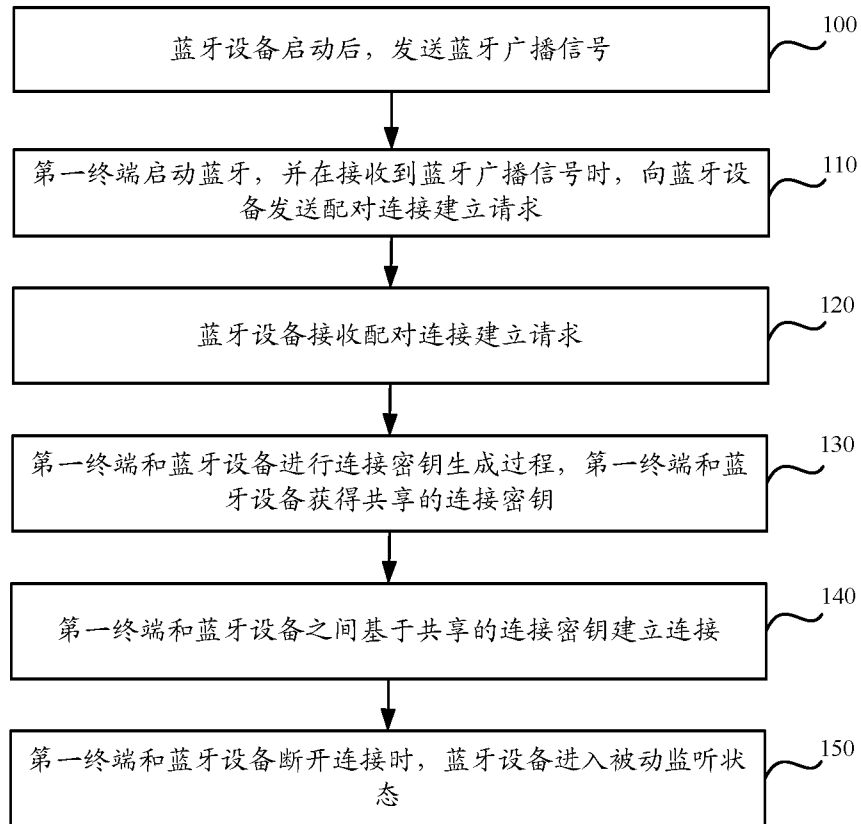 蓝牙设备启动后，发送蓝牙广播信号
100
第一终端启动蓝牙，并在接收到蓝牙广播信号时，向蓝牙设
备发送配对连接建立请求
110
蓝牙设备接收配对连接建立请求
120
第一终端和蓝牙设备进行连接密钥生成过程，第一终端和蓝
牙设备获得共享的连接密钥
130
第一终端和蓝牙设备之间基于共享的连接密钥建立连接
140
第一终端和蓝牙设备断开连接时，蓝牙设备进入被动监听状
态
150